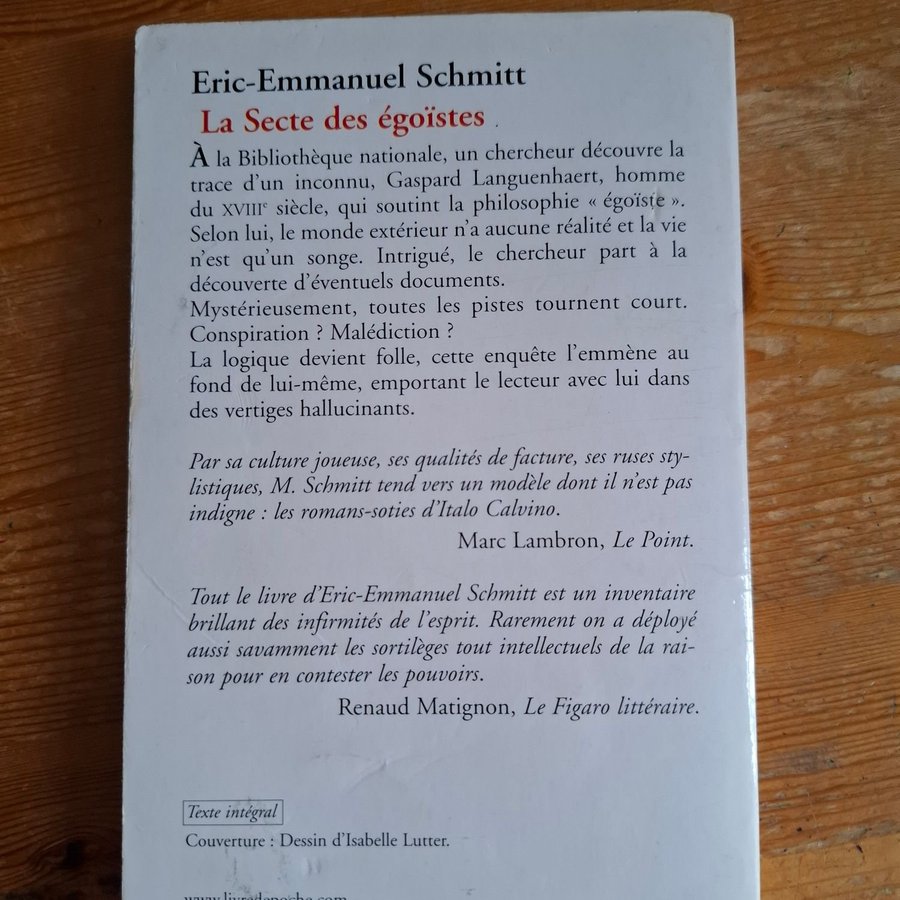 Eric-Emmanuel Schmitt
La Secte des égoïstes
À la Bibliothèque nationale, un chercheur découvre la
trace d'un inconnu, Gaspard Languenhaert, homme
du XVIIIe siècle, qui soutint la philosophie « égoïste ».
Selon lui, le monde extérieur n'a aucune réalité et la vie
n'est qu'un songe. Intrigué, le chercheur part à la
découverte d'éventuels documents.
Mystérieusement, toutes les pistes tournent court.
Conspiration ? Malédiction ?
La logique devient folle, cette enquête l'emmène au
fond de lui-même, emportant le lecteur avec lui dans
des vertiges hallucinants.
Par sa culture joueuse, ses qualités de facture, ses ruses sty-
listiques, M. Schmitt tend vers un modèle dont il n'est pas
indigne : les romans-soties d'Italo Calvino.
Marc Lambron, Le Point.
Tout le livre d'Eric-Emmanuel Schmitt est un inventaire
brillant des infirmités de l'esprit. Rarement on a déployé
aussi savamment les sortilèges tout intellectuels de la rai-
son pour en contester les pouvoirs.
Renaud Matignon, Le Figaro littéraire.
Texte intégral
Couverture : Dessin d'Isabelle Lutter.
www.livredepoche.com